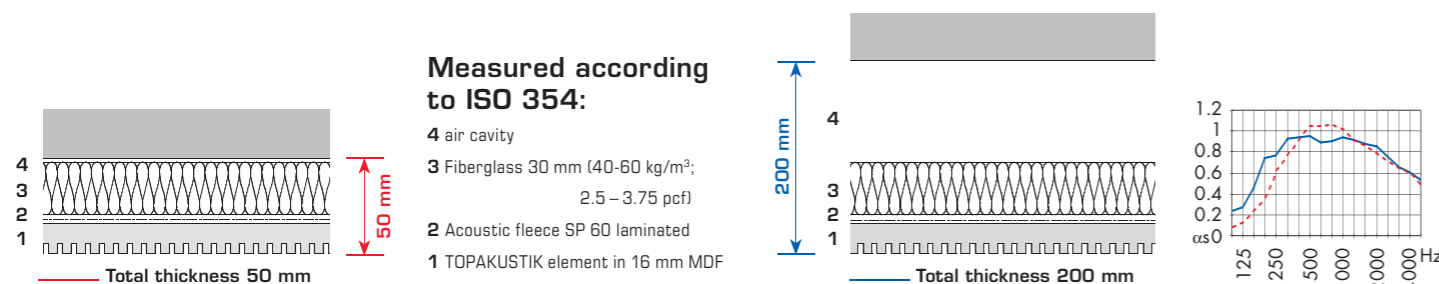 Measured according
to ISO 354:
4 air cavity
3 Fiberglass 30 mm (40-60 kg/m³;
2.5 – 3.75 pcf)
2 Acoustic fleece SP 60 laminated
1 TOPAKUSTIK element in 16 mm MDF
4
3
2
1
50 mm
Total thickness 50 mm
4
3
2
1
200 mm
Total thickness 200 mm
1.2
1
0.8
0.6
0.4
0.2
αs0
125
250
500
000
000
000
Hz